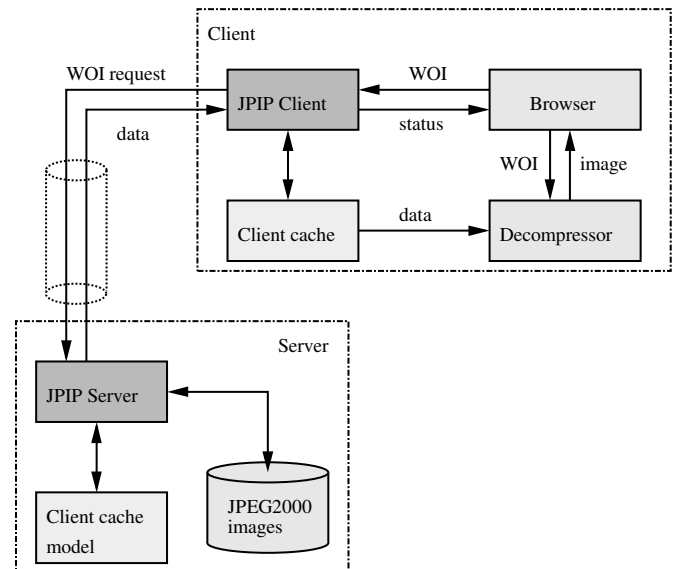 Client
WOI request
WOI
JPIP Client
Browser
data
status
WOI
image
Client cache
data
Decompressor
Server
JPIP Server
JPEG2000
images
Client cache
model